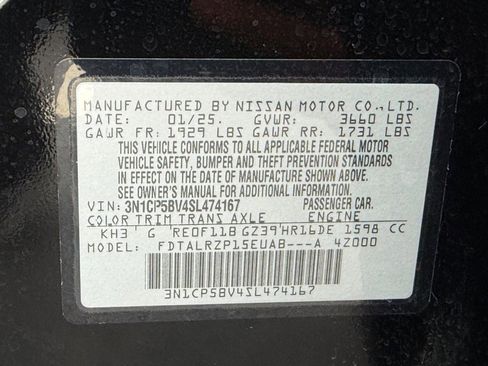 MANUFACTURED BY NISSAN MOTOR CO., LTD.
DATE: 01/25. GVWR: 3660 LBS
GAWR FR: 1929 LBS GAWR RR: 1731 LBS
THIS VEHICLE CONFORMS TO ALL APPLICABLE FEDERAL MOTOR
VEHICLE SAFETY, BUMPER AND THEFT PREVENTION STANDARDS
IN EFFECT ON THE DATE OF MANUFACTURE SHOWN ABOVE.
SEE OWNER'S MANUAL FOR ADDITIONAL INFORMATION
VIN: 3N1CP5BV4SL474167 PASSENGER CAR.
COLOR TRIM TRANS AXLE ENGINE
KH3 G RE0F11B GZ39 HR16DE 1598 CC
MODEL: FDTALRZP15EUAB---A 4Z000
3N1CP5BV4SL474167